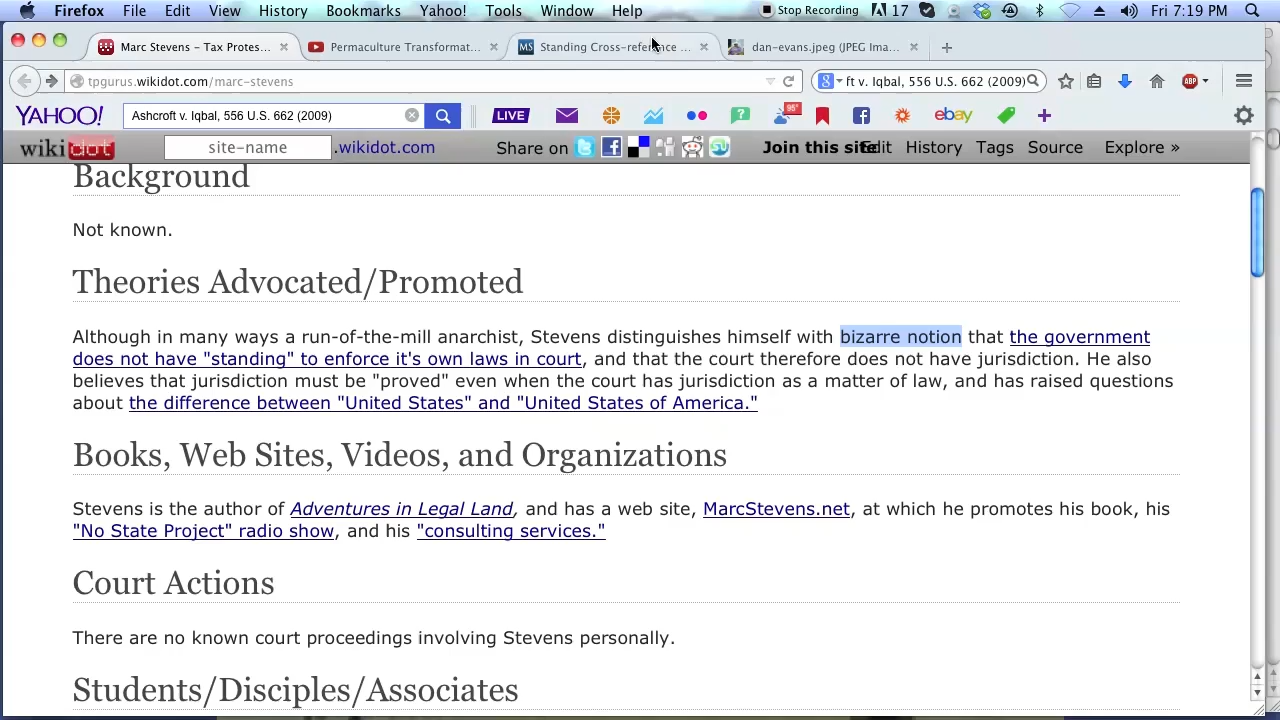 Firefox File Edit View History Bookmarks Yahoo! Tools Window Help Stop Recording 17 Fri 7:19 PM
Marc Stevens – Tax Protes... Permaculture Transformat... MS Standing Cross-reference ... dan-evans.jpeg (JPEG Ima...
tpgurus.wikidot.com/marc-stevens 8 ft v. Iqbal, 556 U.S. 662 (2009) ABP
YAHOO! Ashcroft v. Iqbal, 556 U.S. 662 (2009) LIVE 95° ebay
wikidot site-name .wikidot.com Share on Join this site Edit History Tags Source Explore »
Background
Not known.
Theories Advocated/Promoted
Although in many ways a run-of-the-mill anarchist, Stevens distinguishes himself with bizarre notion that the government
does not have "standing" to enforce it's own laws in court, and that the court therefore does not have jurisdiction. He also
believes that jurisdiction must be "proved" even when the court has jurisdiction as a matter of law, and has raised questions
about the difference between "United States" and "United States of America."
Books, Web Sites, Videos, and Organizations
Stevens is the author of Adventures in Legal Land, and has a web site, MarcStevens.net, at which he promotes his book, his
"No State Project" radio show, and his "consulting services."
Court Actions
There are no known court proceedings involving Stevens personally.
Students/Disciples/Associates